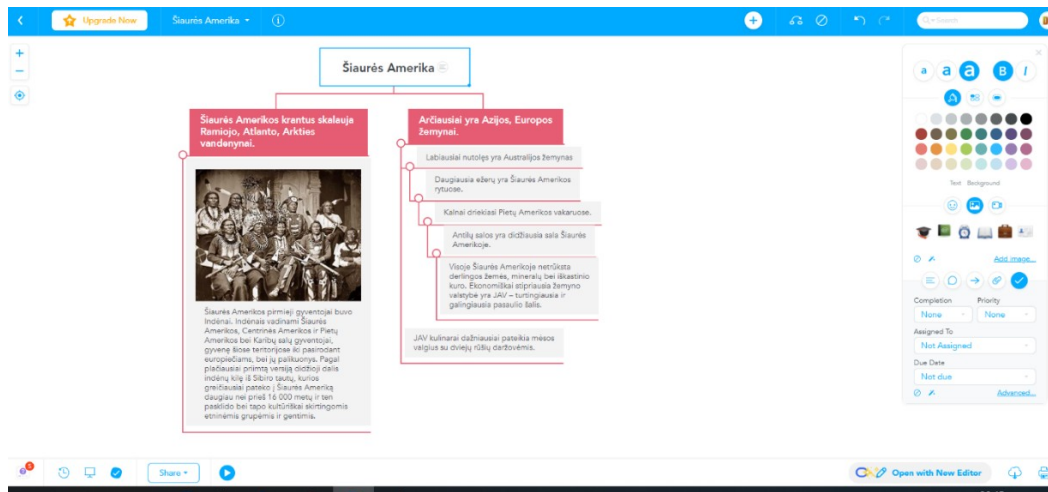 Upgrade Now
Šiaurės Amerika
Search
Šiaurės Amerika
Šiaurės Amerikos krantus skalauja
Ramiojo, Atlanto, Arkties
vandenynai.
Šiaurės Amerikos pirmieji gyventojai buvo
Indėnai. Indėnais vadinami Šiaurės
Amerikos, Centrinės Amerikos ir Pietų
Amerikos bei Karibų salų gyventojai,
gyvenę šiose teritorijose iki pasirodant
europiečiams, bei jų palikuonys. Pagal
plačiausiai priimtą versiją didžioji dalis
indėnų kilę iš Sibiro tautų, kurios
greičiausiai pateko į Šiaurės Ameriką
daugiau nei prieš 16 000 metų ir ten
pasklido bei tapo kultūriškai skirtingomis
etninėmis grupėmis ir gentimis.
Arčiausiai yra Azijos, Europos
žemynai.
Labiausiai nutolęs yra Australijos žemynas
Daugiausia ežerų yra Šiaurės Amerikos
rytuose.
Kalnai driekiasi Pietų Amerikos vakaruose.
Antilų salos yra didžiausia sala Šiaurės
Amerikoje.
Visoje Šiaurės Amerikoje netrūksta
derlingos žemės, mineralų bei iškastinio
kuro. Ekonomiškai stipriausia žemyno
valstybė yra JAV – turtingiausia ir
galingiausia pasaulio šalis.
JAV kulinarai dažniausiai pateikia mėsos
valgius su dviejų rūšių daržovėmis.
a a a B I
Text Background
Add image...
Completion Priority
None None
Assigned To
Not Assigned
Due Date
Not due
Advanced...
Share
Open with New Editor